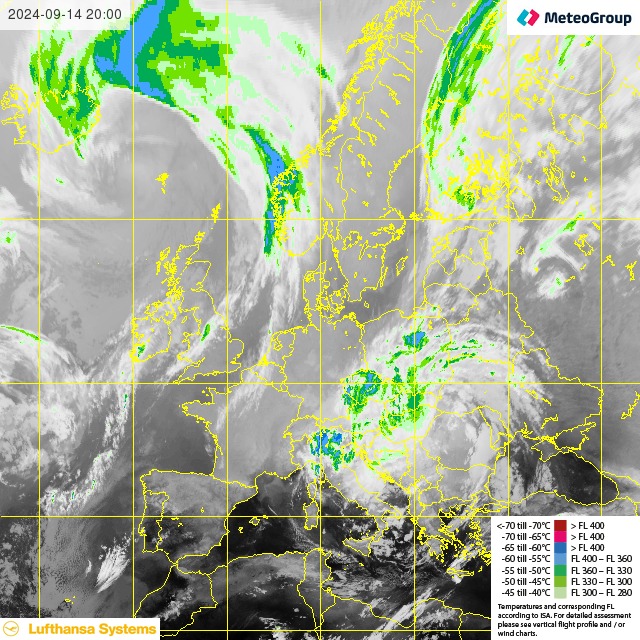 2024-09-14 20:00
MeteoGroup
<-70 till -70°C > FL 400
-70 till -65°C > FL 400
-65 till -60°C > FL 400
-60 till -55°C FL 400 – FL 360
-55 till -50°C FL 360 – FL 330
-50 till -45°C FL 330 – FL 300
-45 till -40°C FL 300 – FL 280
Temperatures and corresponding FL
according to ISA. For detailed assessment
please see vertical flight profile and / or
wind charts.
Lufthansa Systems